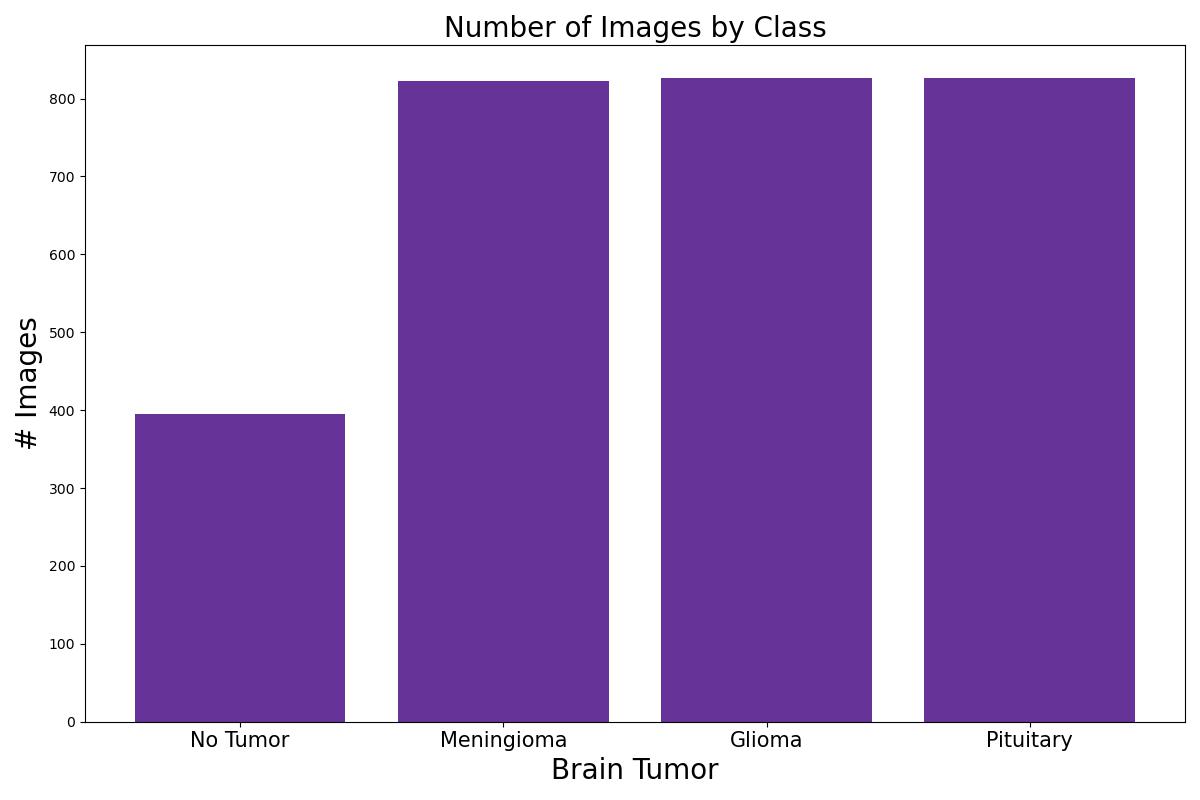 Number of Images by Class
# Images
800
700
600
500
400
300
200
100
0
No Tumor
Meningioma
Glioma
Pituitary
Brain Tumor